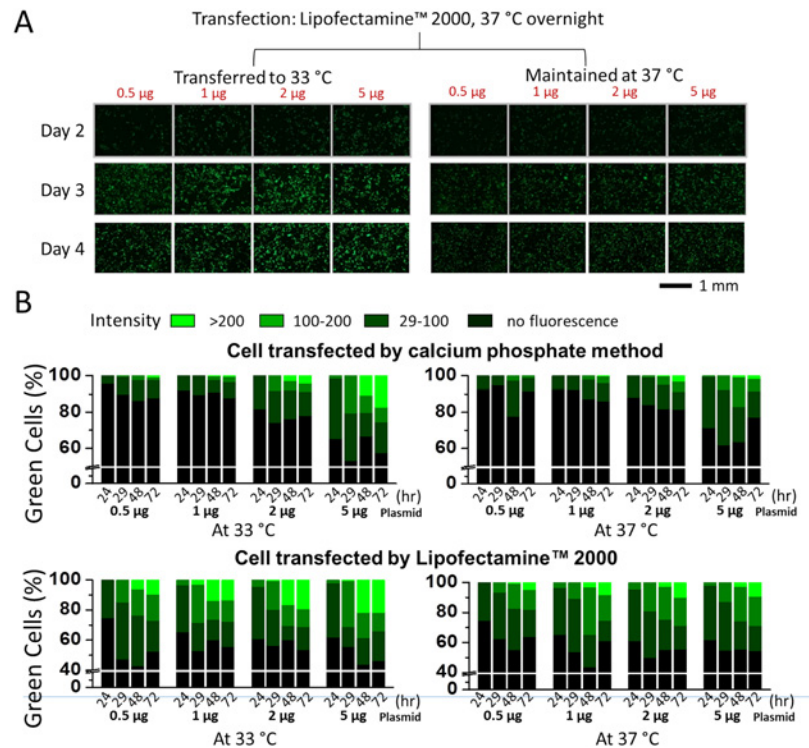 A
Transfection: Lipofectamine™ 2000, 37 °C overnight
Transferred to 33 °C
Maintained at 37 °C
0.5 µg 1 µg 2 µg 5 µg 0.5 µg 1 µg 2 µg 5 µg
Day 2
Day 3
Day 4
1 mm
B
Intensity >200 100-200 29-100 no fluorescence
Cell transfected by calcium phosphate method
Green Cells (%)
100
80
60
0
24 29 48 72 24 29 48 72 24 29 48 72 24 29 48 72 (hr)
0.5 µg 1 µg 2 µg 5 µg Plasmid
At 33 °C
100
80
60
0
24 29 48 72 24 29 48 72 24 29 48 72 24 29 48 72 (hr)
0.5 µg 1 µg 2 µg 5 µg Plasmid
At 37 °C
Cell transfected by Lipofectamine™ 2000
Green Cells (%)
100
80
60
40
0
24 29 48 72 24 29 48 72 24 29 48 72 24 29 48 72 (hr)
0.5 µg 1 µg 2 µg 5 µg Plasmid
At 33 °C
100
80
60
40
0
24 29 48 72 24 29 48 72 24 29 48 72 24 29 48 72 (hr)
0.5 µg 1 µg 2 µg 5 µg Plasmid
At 37 °C